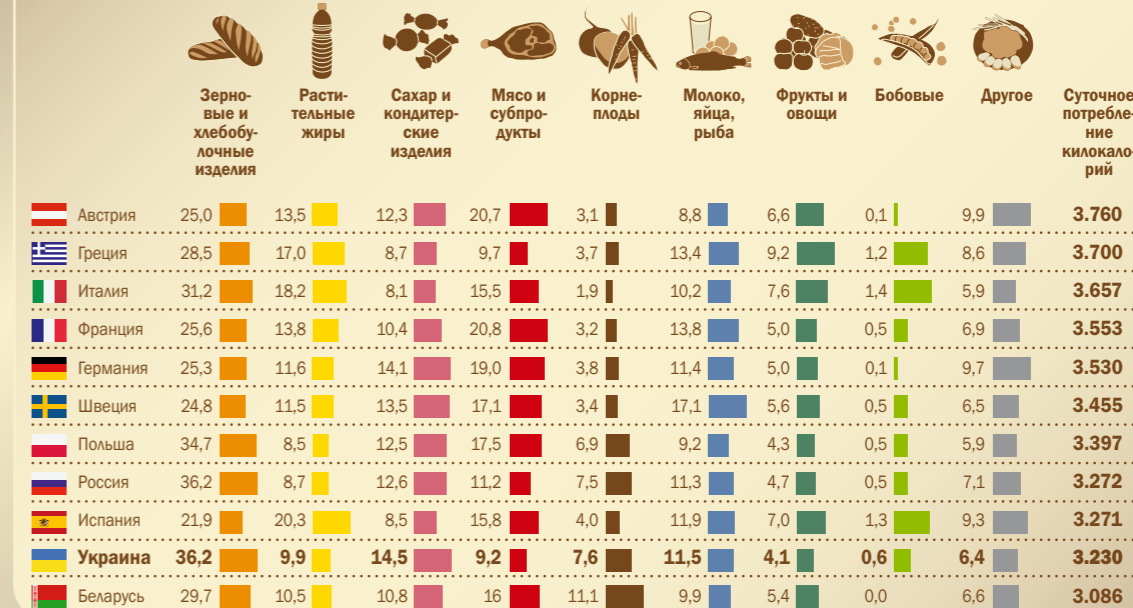 Зерно-
вые и
хлебобу-
лочные
изделия
Расти-
тельные
жиры
Сахар и
кондитер-
ские
изделия
Мясо и
субпро-
дукты
Корне-
плоды
Молоко,
яйца,
рыба
Фрукты и
овощи
Бобовые
Другое
Суточное
потребле-
ние
килокало-
рий
Австрия 25,0 13,5 12,3 20,7 3,1 8,8 6,6 0,1 9,9 3.760
Греция 28,5 17,0 8,7 9,7 3,7 13,4 9,2 1,2 8,6 3.700
Италия 31,2 18,2 8,1 15,5 1,9 10,2 7,6 1,4 5,9 3.657
Франция 25,6 13,8 10,4 20,8 3,2 13,8 5,0 0,5 6,9 3.553
Германия 25,3 11,6 14,1 19,0 3,8 11,4 5,0 0,1 9,7 3.530
Швеция 24,8 11,5 13,5 17,1 3,4 17,1 5,6 0,5 6,5 3.455
Польша 34,7 8,5 12,5 17,5 6,9 9,2 4,3 0,5 5,9 3.397
Россия 36,2 8,7 12,6 11,2 7,5 11,3 4,7 0,5 7,1 3.272
Испания 21,9 20,3 8,5 15,8 4,0 11,9 7,0 1,3 9,3 3.271
Украина 36,2 9,9 14,5 9,2 7,6 11,5 4,1 0,6 6,4 3.230
Беларусь 29,7 10,5 10,8 16 11,1 9,9 5,4 0,0 6,6 3.086